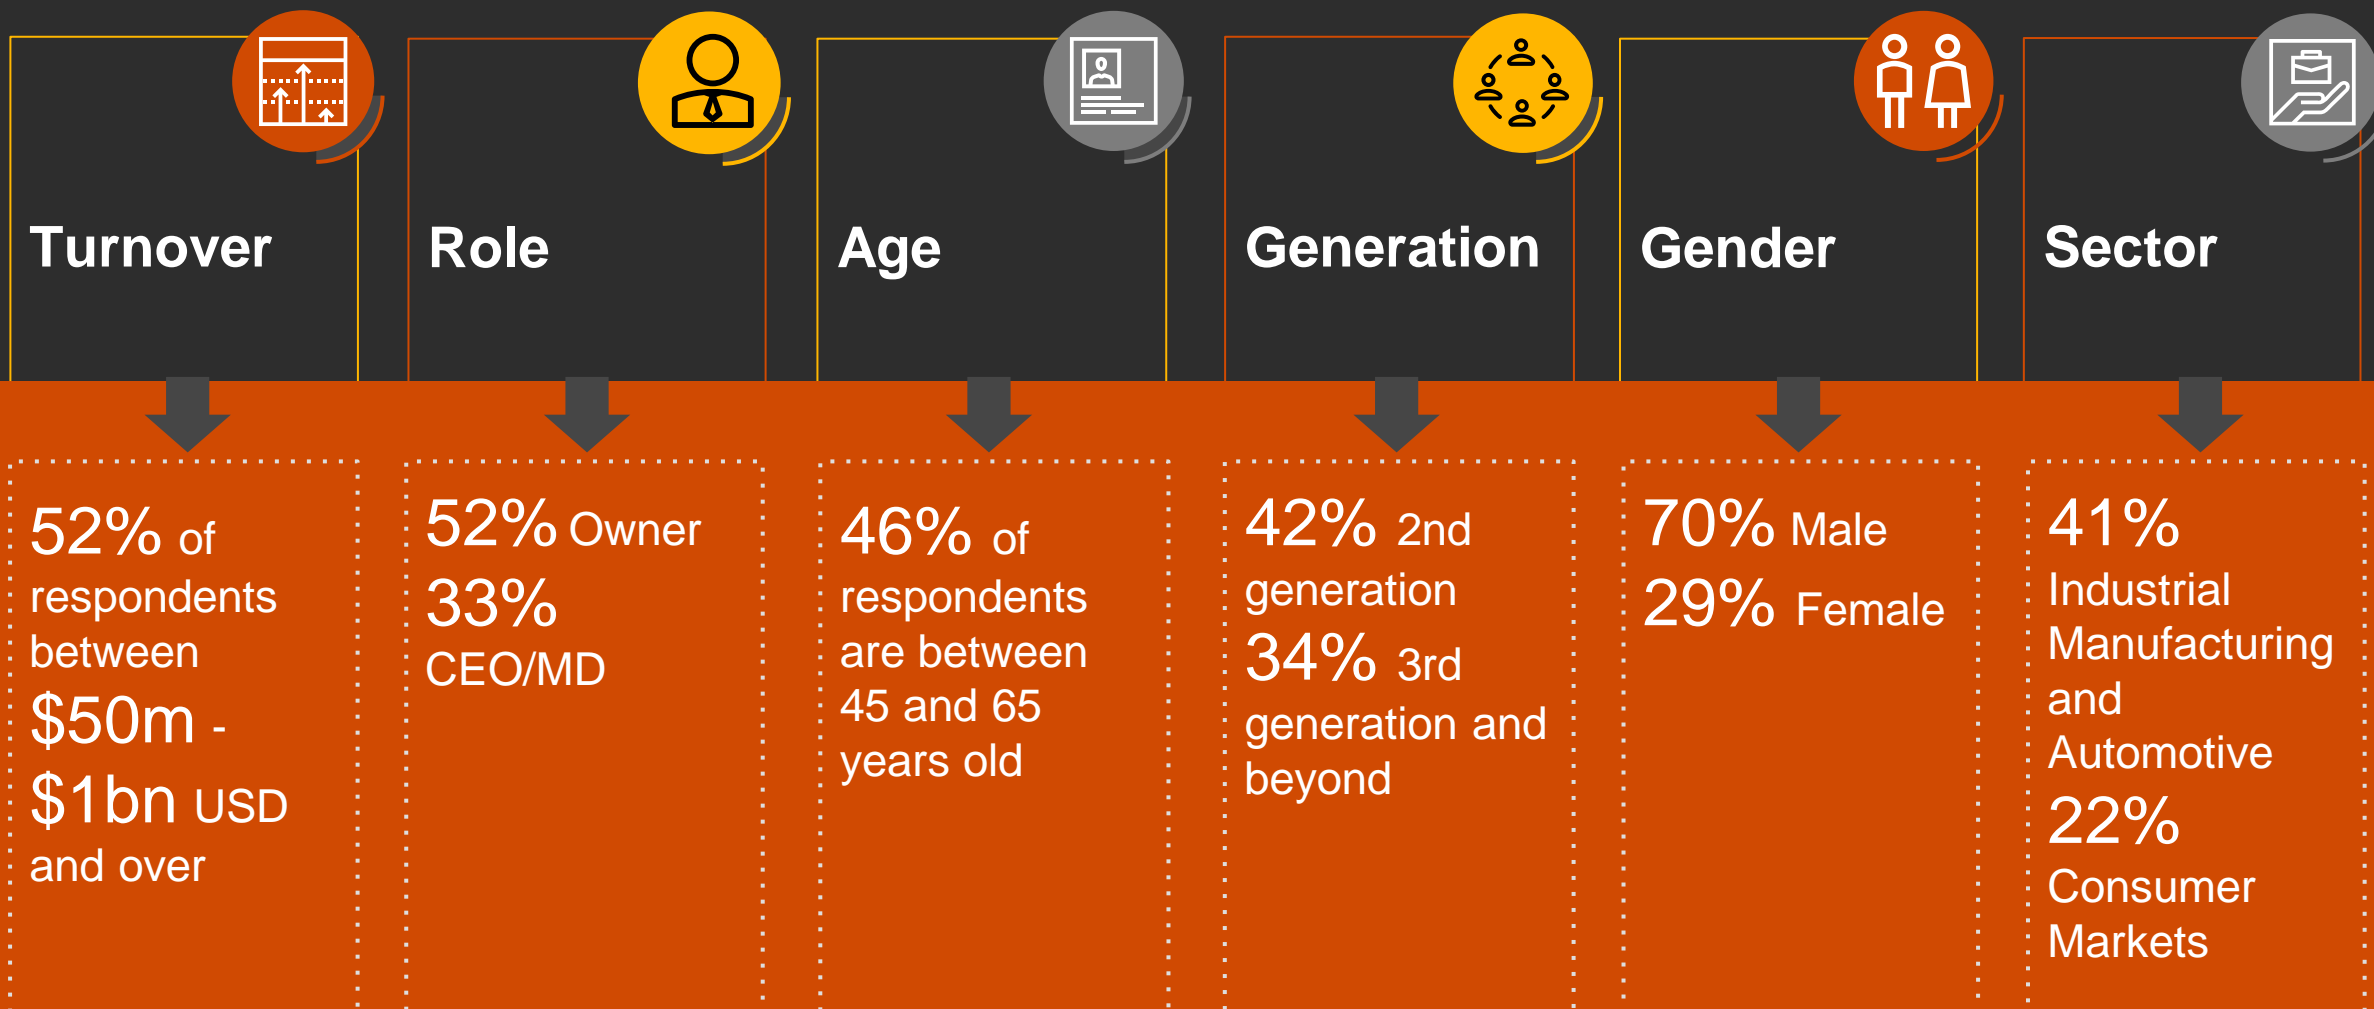 Turnover
Role
Age
Generation
Gender
Sector
52% of
respondents
between
$50m -
$1bn USD
and over
52% Owner
33%
CEO/MD
46% of
respondents
are between
45 and 65
years old
42% 2nd
generation
34% 3rd
generation and
beyond
70% Male
29% Female
41%
Industrial
Manufacturing
and
Automotive
22%
Consumer
Markets